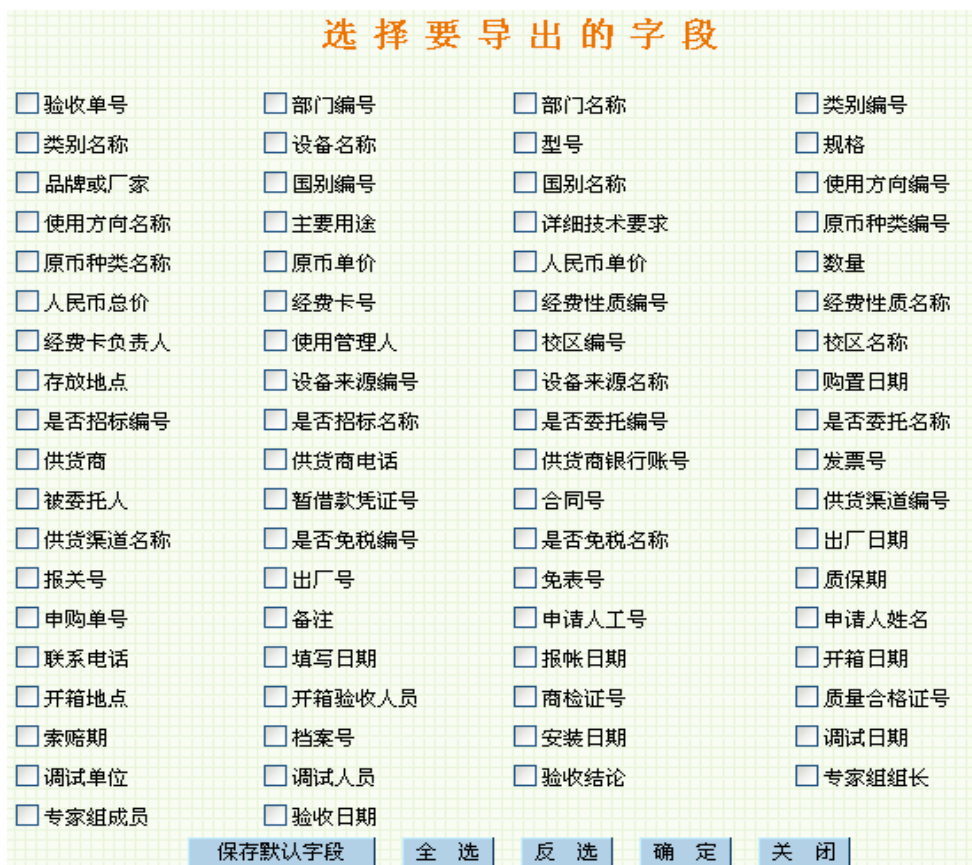 选择要导出的字段
验收单号 部门编号 部门名称 类别编号
类别名称 设备名称 型号 规格
品牌或厂家 国别编号 国别名称 使用方向编号
使用方向名称 主要用途 详细技术要求 原币种类编号
原币种类名称 原币单价 人民币单价 数量
人民币总价 经费卡号 经费性质编号 经费性质名称
经费卡负责人 使用管理人 校区编号 校区名称
存放地点 设备来源编号 设备来源名称 购置日期
是否招标编号 是否招标名称 是否委托编号 是否委托名称
供货商 供货商电话 供货商银行账号 发票号
被委托人 暂借款凭证号 合同号 供货渠道编号
供货渠道名称 是否免税编号 是否免税名称 出厂日期
报关号 出厂号 免表号 质保期
申购单号 备注 申请人工号 申请人姓名
联系电话 填写日期 报帐日期 开箱日期
开箱地点 开箱验收人员 商检证号 质量合格证号
索赔期 档案号 安装日期 调试日期
调试单位 调试人员 验收结论 专家组组长
专家组成员 验收日期
保存默认字段 全 选 反 选 确 定 关 闭